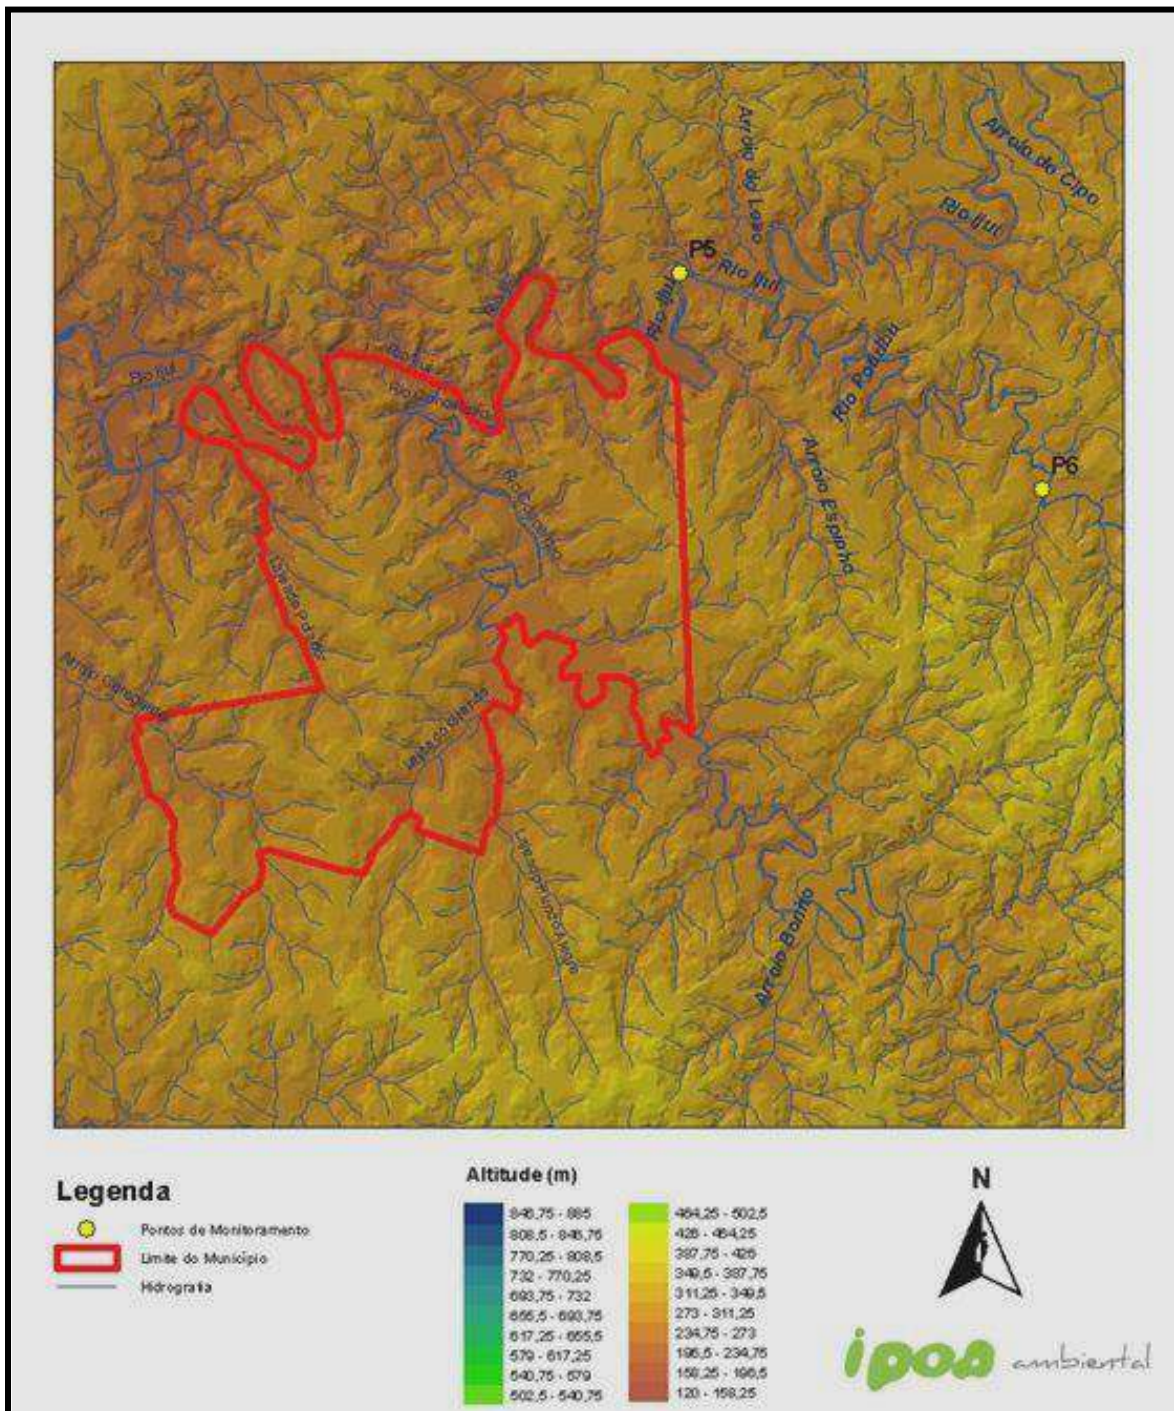 Arroio do Cipo
Arroio do Leão
Rio Ijuí
P5
Rio Ijuí
Rio Ijuí
Rio Ijuí
Rio Ijuí
P6
Arroio Espinho
Arroio Bonito
Legenda
Pontos de Monitoramento
Limite do Município
Hidrografia
Altitude (m)
846,75 - 885
808,5 - 846,75
770,25 - 808,5
732 - 770,25
693,75 - 732
655,5 - 693,75
617,25 - 655,5
579 - 617,25
540,75 - 579
502,5 - 540,75
464,25 - 502,5
426 - 464,25
387,75 - 426
349,5 - 387,75
311,25 - 349,5
273 - 311,25
234,75 - 273
196,5 - 234,75
158,25 - 196,5
120 - 158,25
N
ambiental